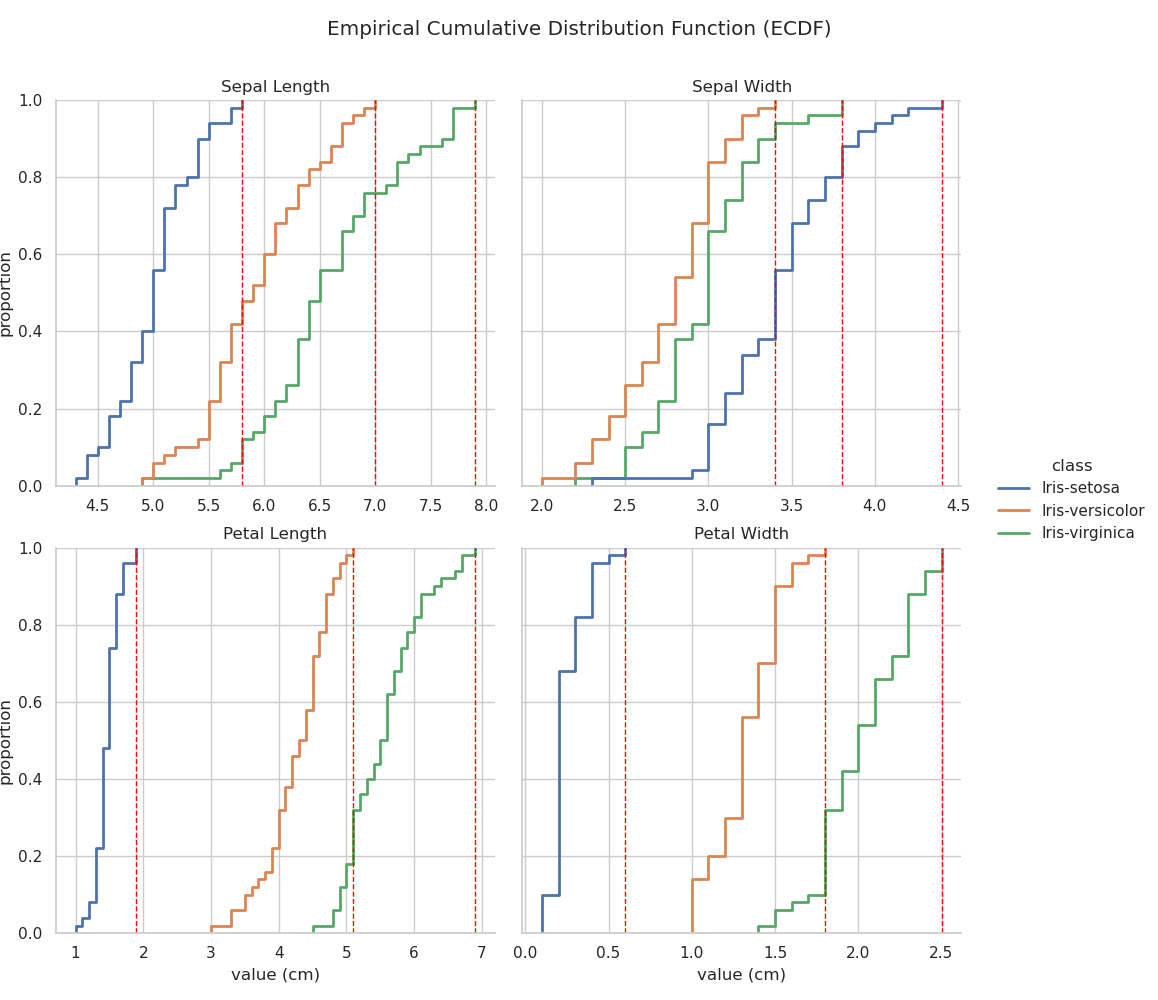 Empirical Cumulative Distribution Function (ECDF)
Sepal Length
Sepal Width
1.0
0.8
0.6
0.4
0.2
0.0
proportion
4.5 5.0 5.5 6.0 6.5 7.0 7.5 8.0
2.0 2.5 3.0 3.5 4.0 4.5
class
Iris-setosa
Iris-versicolor
Iris-virginica
Petal Length
Petal Width
1.0
0.8
0.6
0.4
0.2
0.0
proportion
1 2 3 4 5 6 7
0.0 0.5 1.0 1.5 2.0 2.5
value (cm)
value (cm)